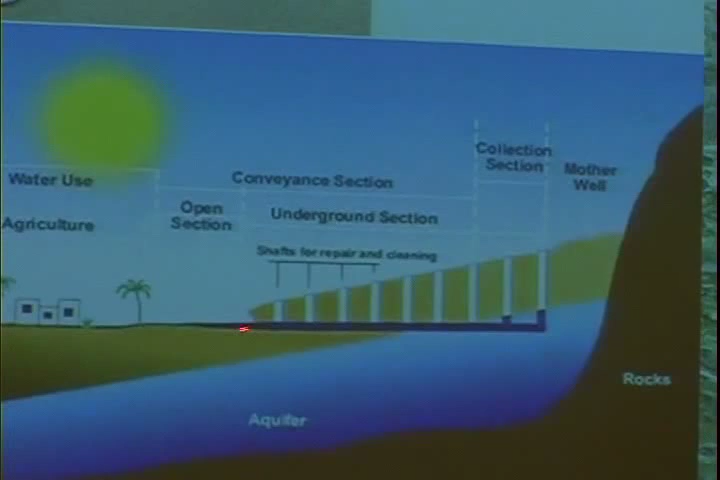 Collection
Section
Mother
Well
Water Use
Conveyance Section
Agriculture
Open
Section
Underground Section
Shafts for repair and cleaning
Rocks
Aquifer